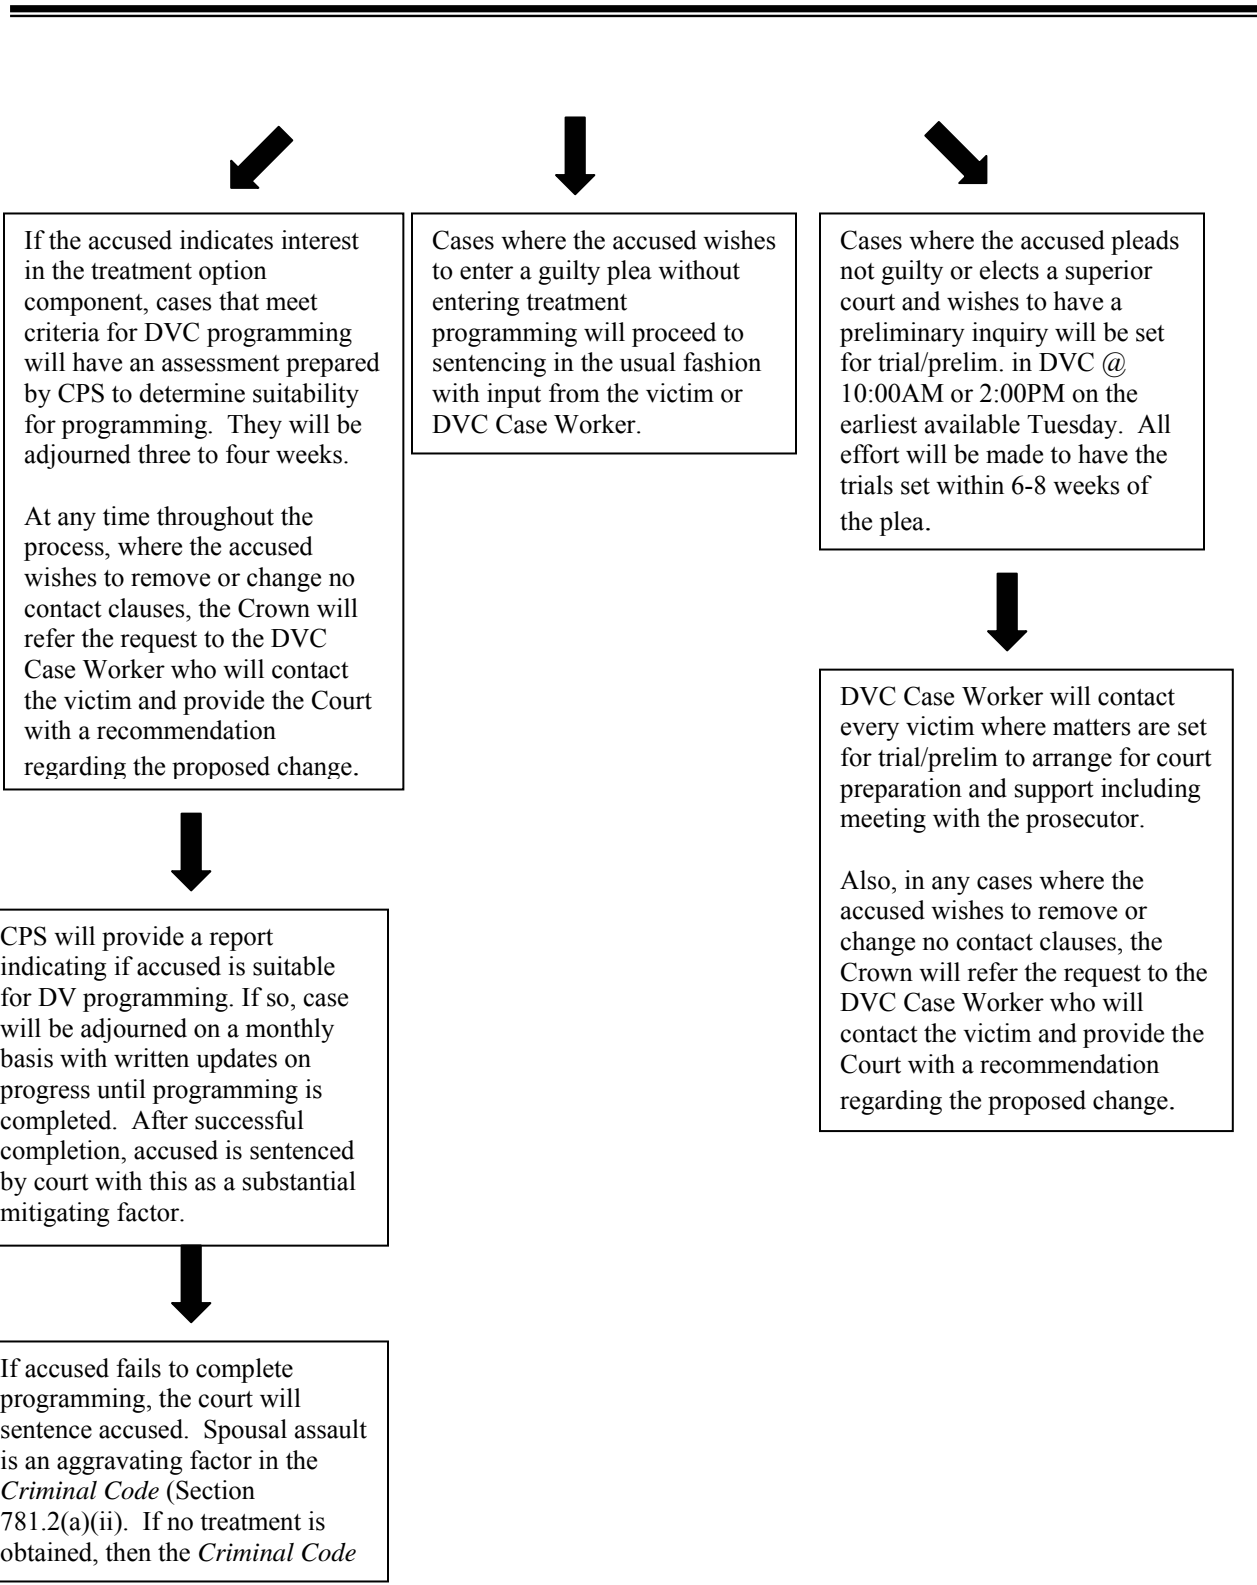 If the accused indicates interest
in the treatment option
component, cases that meet
criteria for DVC programming
will have an assessment prepared
by CPS to determine suitability
for programming.  They will be
adjourned three to four weeks.
At any time throughout the
process, where the accused
wishes to remove or change no
contact clauses, the Crown will
refer the request to the DVC
Case Worker who will contact
the victim and provide the Court
with a recommendation
regarding the proposed change.
CPS will provide a report
indicating if accused is suitable
for DV programming. If so, case
will be adjourned on a monthly
basis with written updates on
progress until programming is
completed.  After successful
completion, accused is sentenced
by court with this as a substantial
mitigating factor.
If accused fails to complete
programming, the court will
sentence accused.  Spousal assault
is an aggravating factor in the
Criminal Code (Section
781.2(a)(ii).  If no treatment is
obtained, then the Criminal Code
Cases where the accused wishes
to enter a guilty plea without
entering treatment
programming will proceed to
sentencing in the usual fashion
with input from the victim or
DVC Case Worker.
Cases where the accused pleads
not guilty or elects a superior
court and wishes to have a
preliminary inquiry will be set
for trial/prelim. in DVC @
10:00AM or 2:00PM on the
earliest available Tuesday.  All
effort will be made to have the
trials set within 6-8 weeks of
the plea.
DVC Case Worker will contact
every victim where matters are set
for trial/prelim to arrange for court
preparation and support including
meeting with the prosecutor.
Also, in any cases where the
accused wishes to remove or
change no contact clauses, the
Crown will refer the request to the
DVC Case Worker who will
contact the victim and provide the
Court with a recommendation
regarding the proposed change.